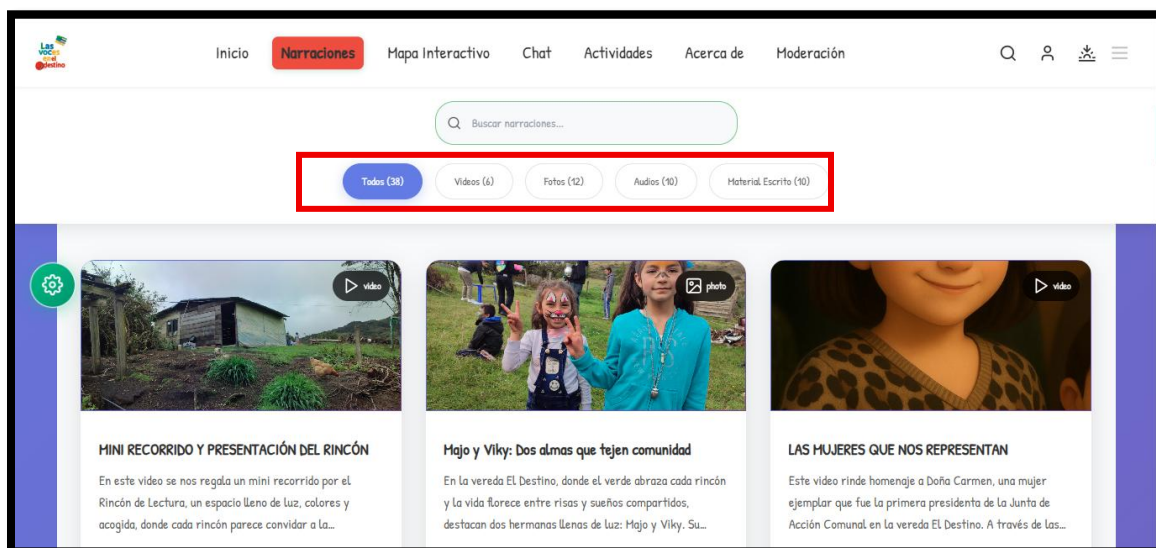 Las
voces
en el
destino
Inicio
Narraciones
Mapa Interactivo
Chat
Actividades
Acerca de
Moderación
Buscar narraciones...
Todos (38)
Videos (6)
Fotos (12)
Audios (10)
Material Escrito (10)
video
photo
video
MINI RECORRIDO Y PRESENTACIÓN DEL RINCÓN
En este video se nos regala un mini recorrido por el
Rincón de Lectura, un espacio lleno de luz, colores y
acogida, donde cada rincón parece convidar a la...
Majo y Viky: Dos almas que tejen comunidad
En la vereda El Destino, donde el verde abraza cada rincón
y la vida florece entre risas y sueños compartidos,
destacan dos hermanas llenas de luz: Majo y Viky. Su...
LAS MUJERES QUE NOS REPRESENTAN
Este video rinde homenaje a Doña Carmen, una mujer
ejemplar que fue la primera presidenta de la Junta de
Acción Comunal en la vereda El Destino. A través de las...